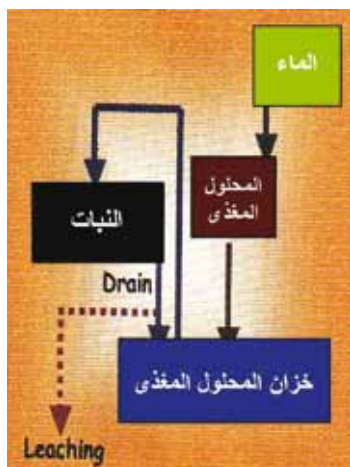 الماء
المحلول
المغذى
النبات
Drain
خزان المحلول المغذى
Leaching